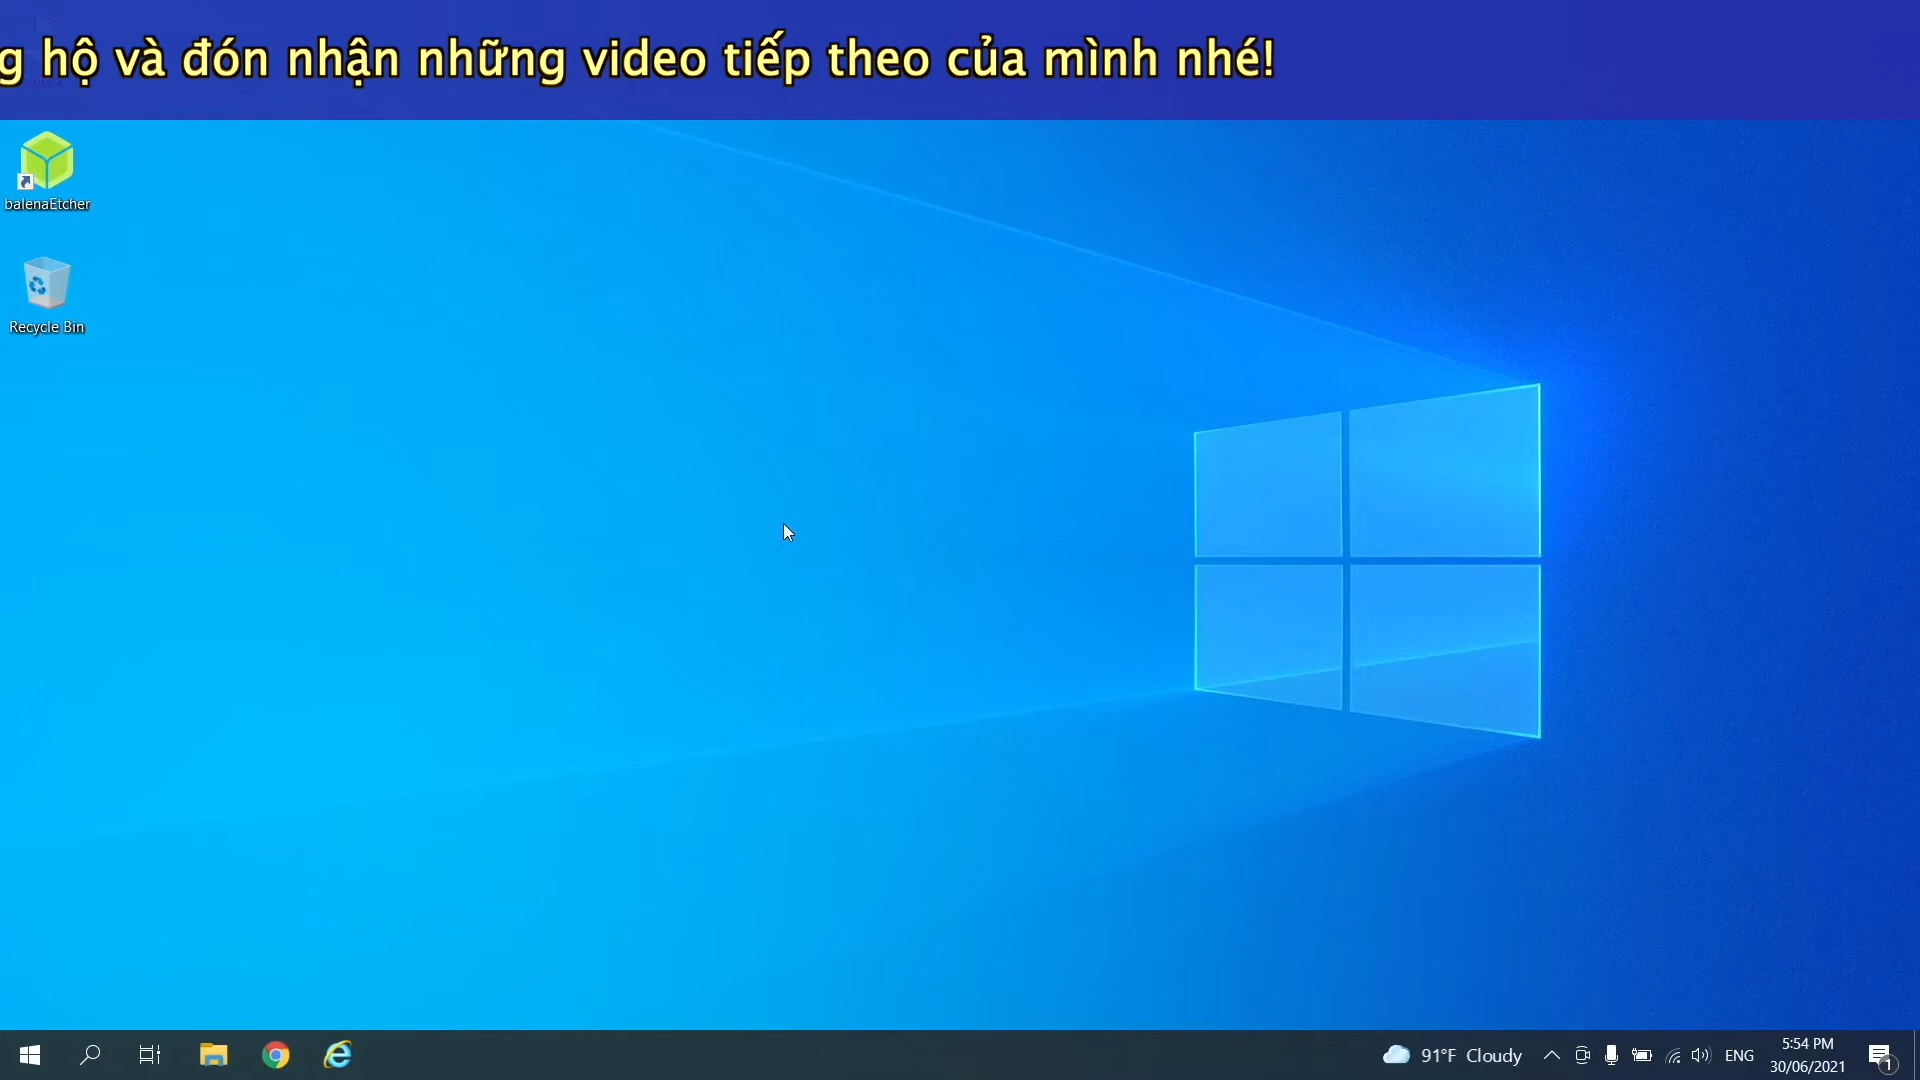 g hộ và đón nhận những video tiếp theo của mình nhé!
balenaEtcher
Recycle Bin
91°F Cloudy
ENG
5:54 PM
30/06/2021
1